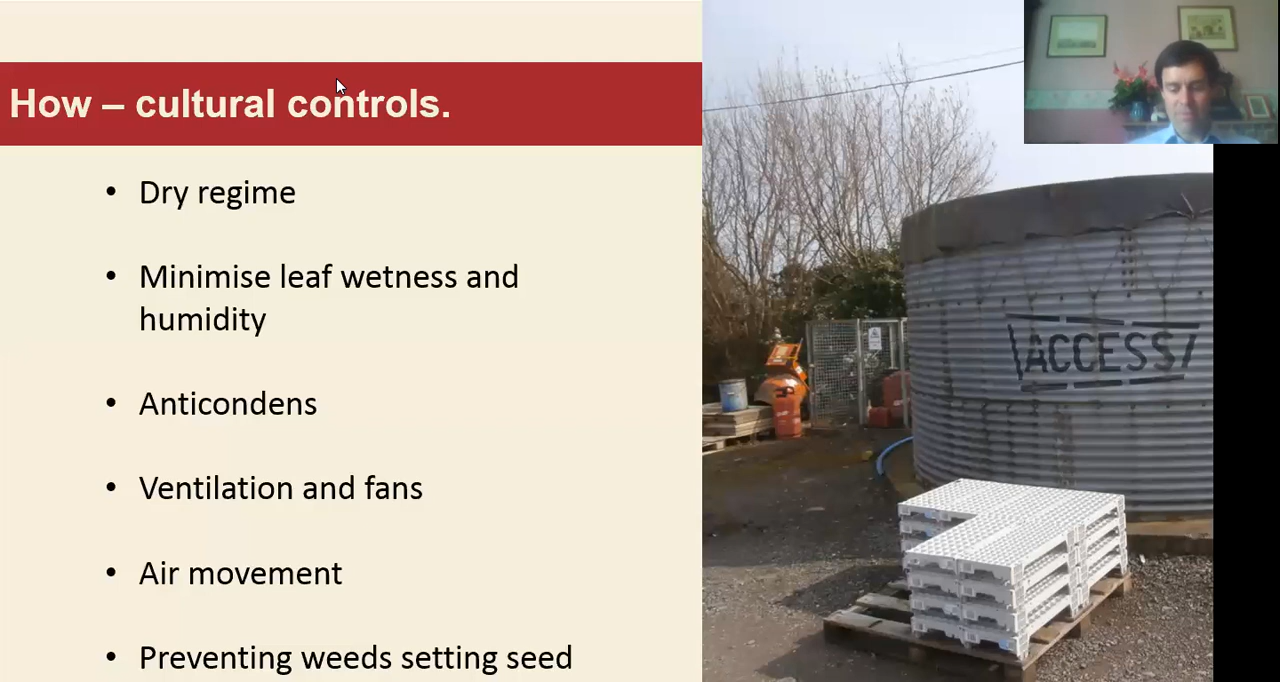 How – cultural controls.
• Dry regime
• Minimise leaf wetness and
humidity
• Anticondens
• Ventilation and fans
• Air movement
• Preventing weeds setting seed
ACCESS